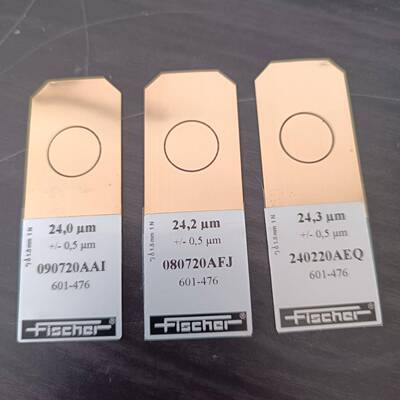 24,0 µm
+/- 0,5 µm
090720AAI
601-476
Fischer®
24,2 µm
+/- 0,5 µm
080720AFJ
601-476
Fischer®
24,3 µm
+/- 0,5 µm
240220AEQ
601-476
Fischer®